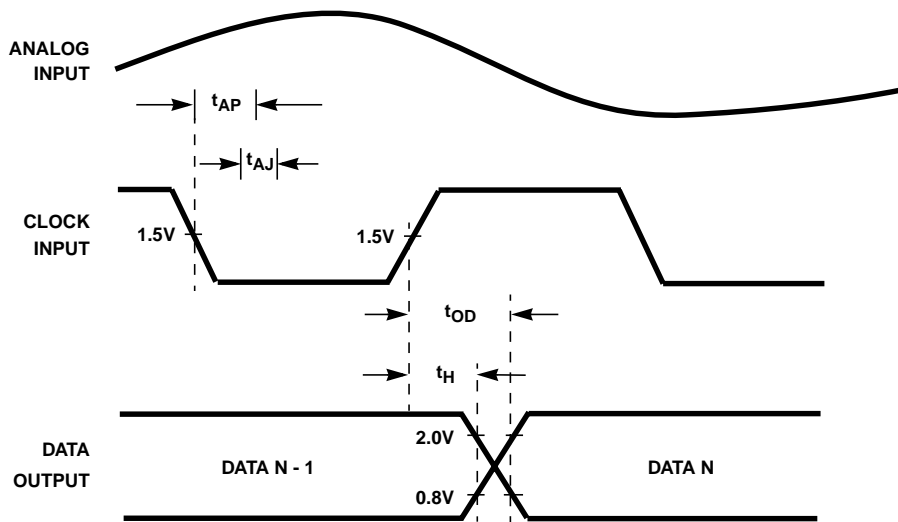 ANALOG
INPUT
tAP
tAJ
CLOCK
INPUT
1.5V
1.5V
tOD
tH
DATA
OUTPUT
2.0V
0.8V
DATA N - 1
DATA N